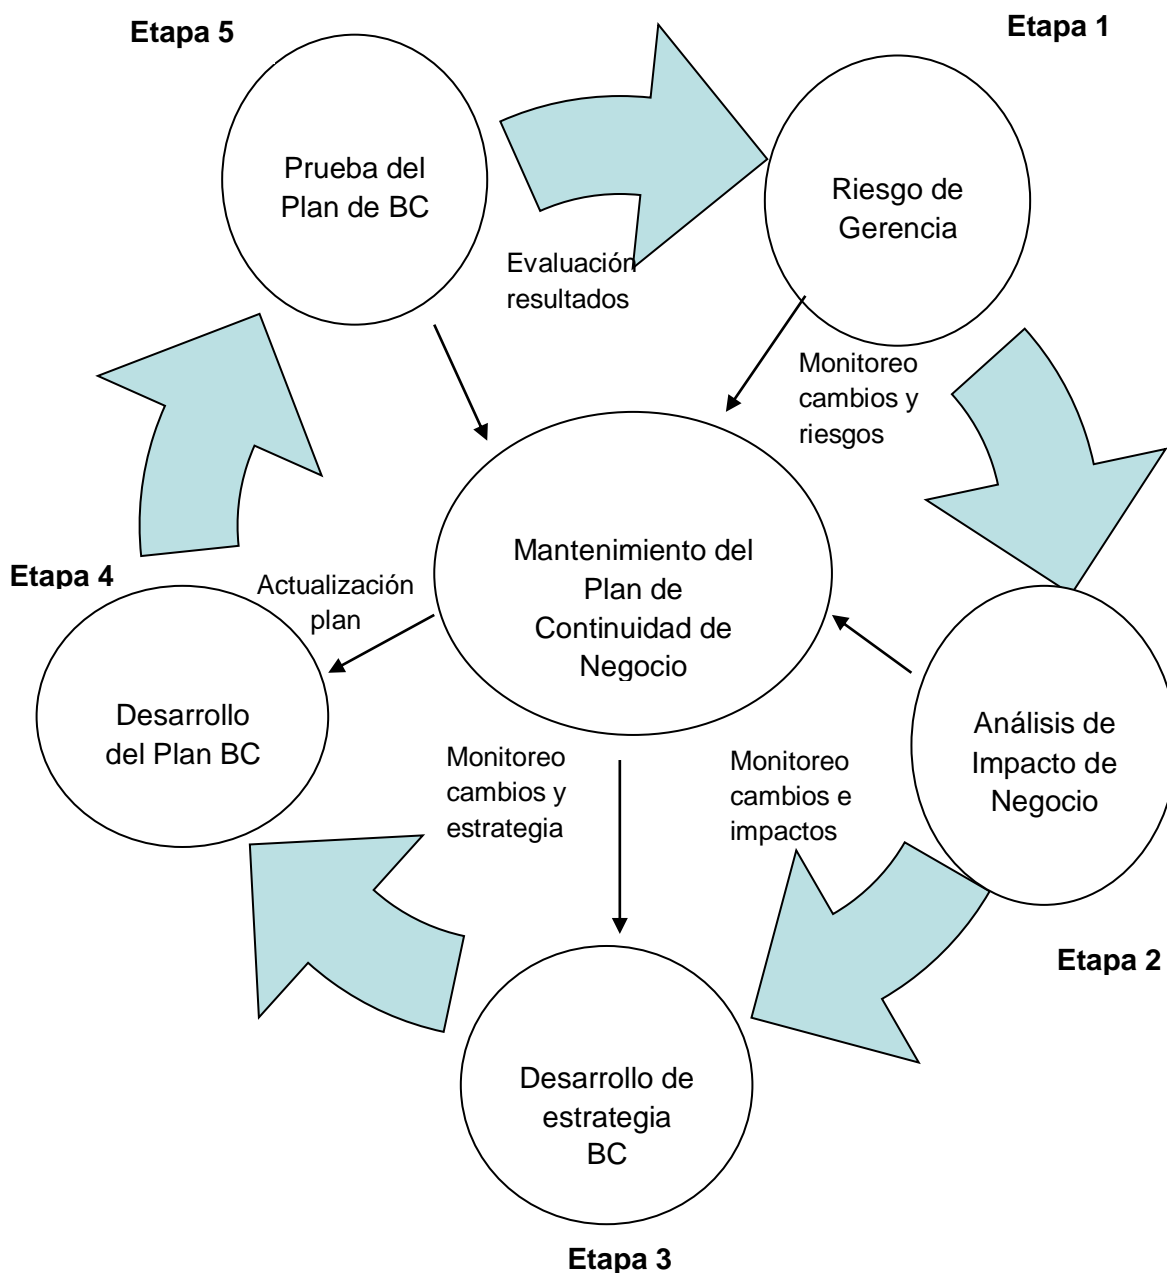 Etapa 5
Etapa 1
Prueba del
Plan de BC
Riesgo de
Gerencia
Evaluación
resultados
Monitoreo
cambios y
riesgos
Mantenimiento del
Plan de
Continuidad de
Negocio
Etapa 4
Actualización
plan
Desarrollo
del Plan BC
Análisis de
Impacto de
Negocio
Monitoreo
cambios y
estrategia
Monitoreo
cambios e
impactos
Etapa 2
Desarrollo de
estrategia
BC
Etapa 3